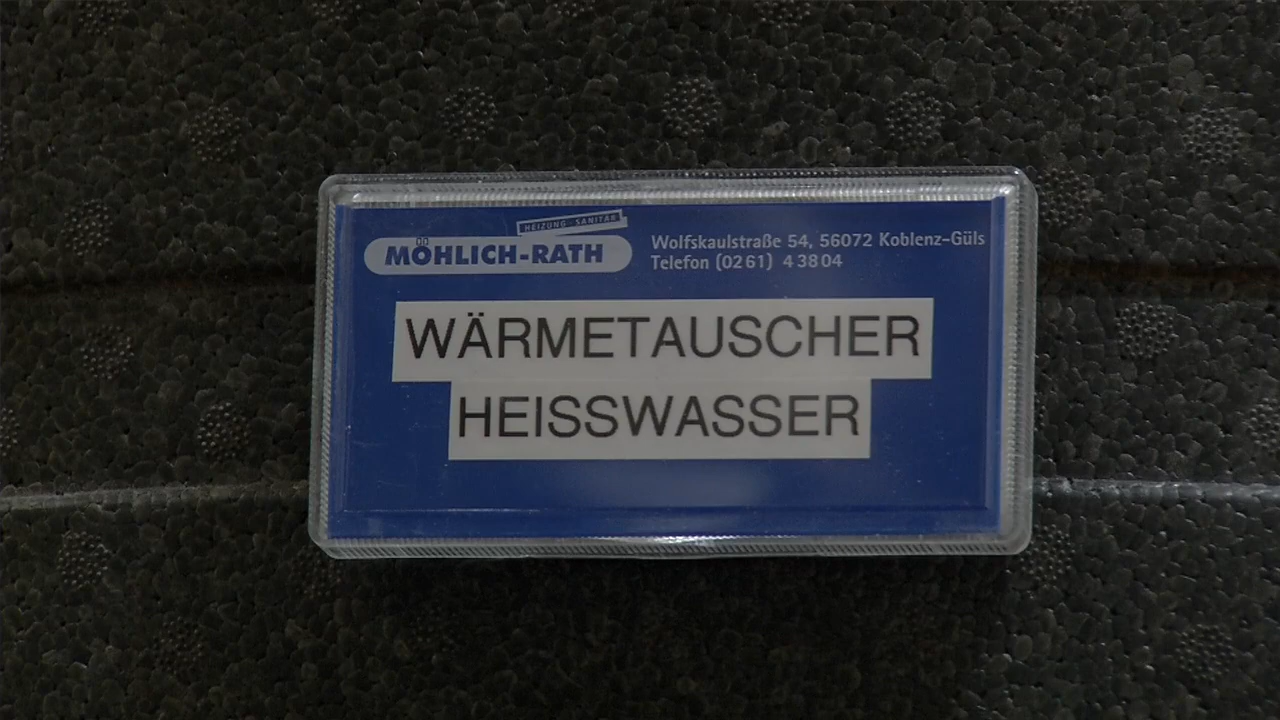 HEIZUNG - SANITÄR
MÖHLICH-RATH
Wolfskaulstraße 54, 56072 Koblenz-Güls
Telefon (0261) 43804
WÄRMETAUSCHER
HEISSWASSER